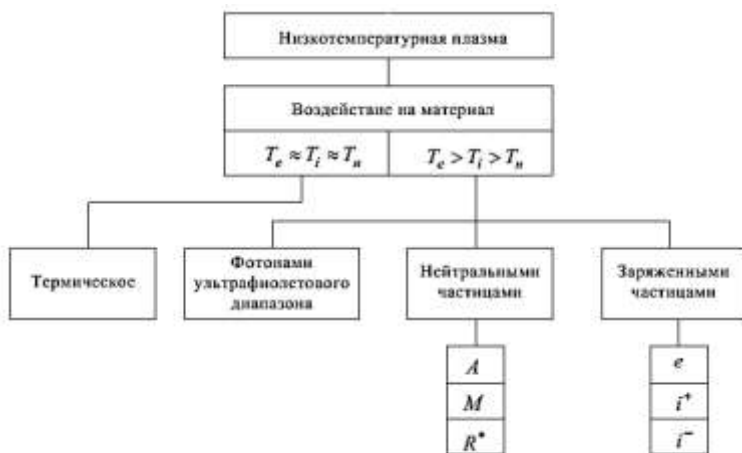 Низкотемпературная плазма
Воздействие на материал
T_e ≈ T_i ≈ T_n
T_e > T_i > T_n
Термическое
Фотонами
ультрафиолетового
диапазона
Нейтральными
частицами
Заряженными
частицами
A
M
R*
e
i⁺
i⁻